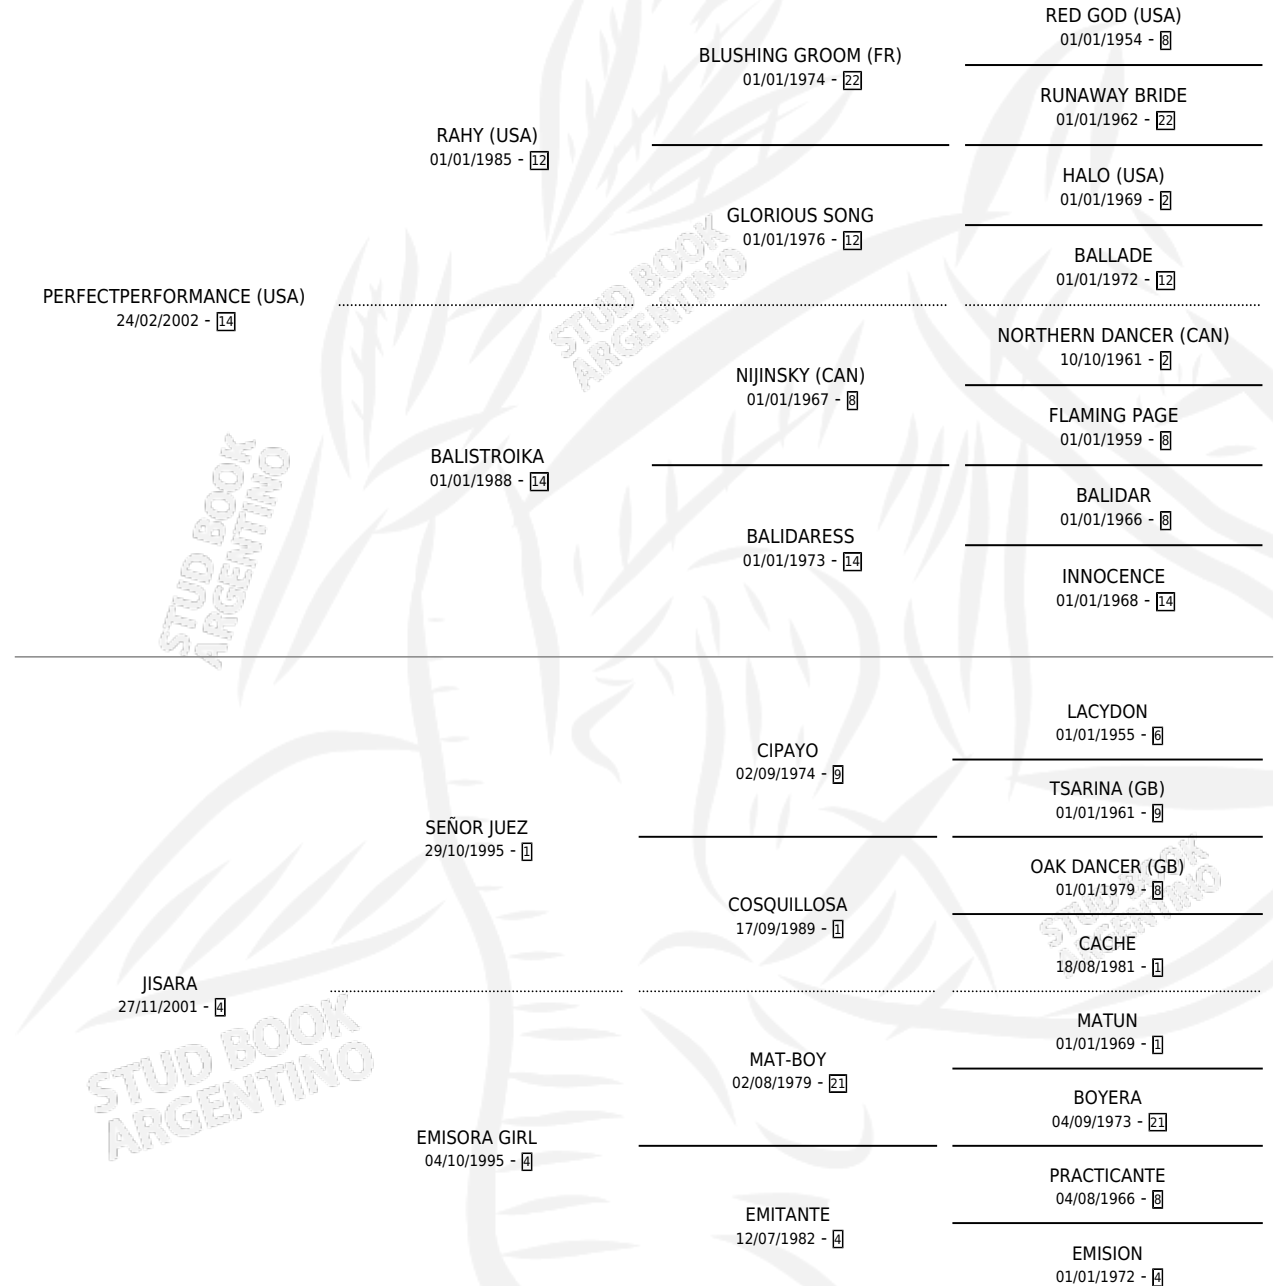 RED GOD (USA)
01/01/1954 - 8
BLUSHING GROOM (FR)
01/01/1974 - 22
RUNAWAY BRIDE
01/01/1962 - 22
RAHY (USA)
01/01/1985 - 12
HALO (USA)
01/01/1969 - 2
GLORIOUS SONG
01/01/1976 - 12
BALLADE
01/01/1972 - 12
PERFECTPERFORMANCE (USA)
24/02/2002 - 14
NORTHERN DANCER (CAN)
10/10/1961 - 2
NIJINSKY (CAN)
01/01/1967 - 8
FLAMING PAGE
01/01/1959 - 8
BALISTROIKA
01/01/1988 - 14
BALIDAR
01/01/1966 - 8
BALIDARESS
01/01/1973 - 14
INNOCENCE
01/01/1968 - 14
LACYDON
01/01/1955 - 6
CIPAYO
02/09/1974 - 9
TSARINA (GB)
01/01/1961 - 9
SEÑOR JUEZ
29/10/1995 - 1
OAK DANCER (GB)
01/01/1979 - 8
COSQUILLOSA
17/09/1989 - 1
CACHE
18/08/1981 - 1
JISARA
27/11/2001 - 4
MATUN
01/01/1969 - 1
MAT-BOY
02/08/1979 - 21
BOYERA
04/09/1973 - 21
EMISORA GIRL
04/10/1995 - 4
PRACTICANTE
04/08/1966 - 8
EMITANTE
12/07/1982 - 4
EMISION
01/01/1972 - 4
STUD BOOK
ARGENTINO
STUD BOOK
ARGENTINO
STUD BOOK
ARGENTINO
STUD BOOK
ARGENTINO